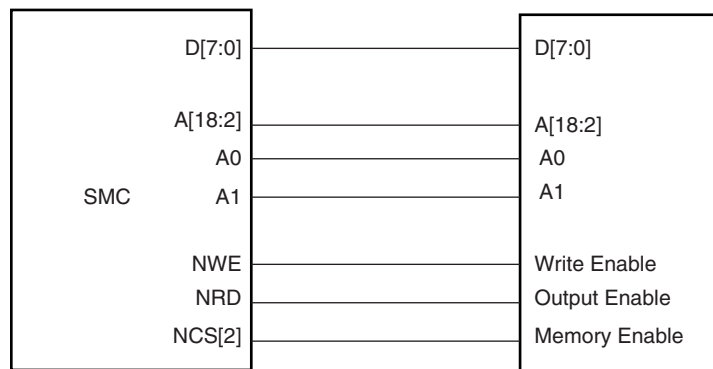 D[7:0] D[7:0]
A[18:2] A[18:2]
A0 A0
SMC A1 A1
NWE Write Enable
NRD Output Enable
NCS[2] Memory Enable